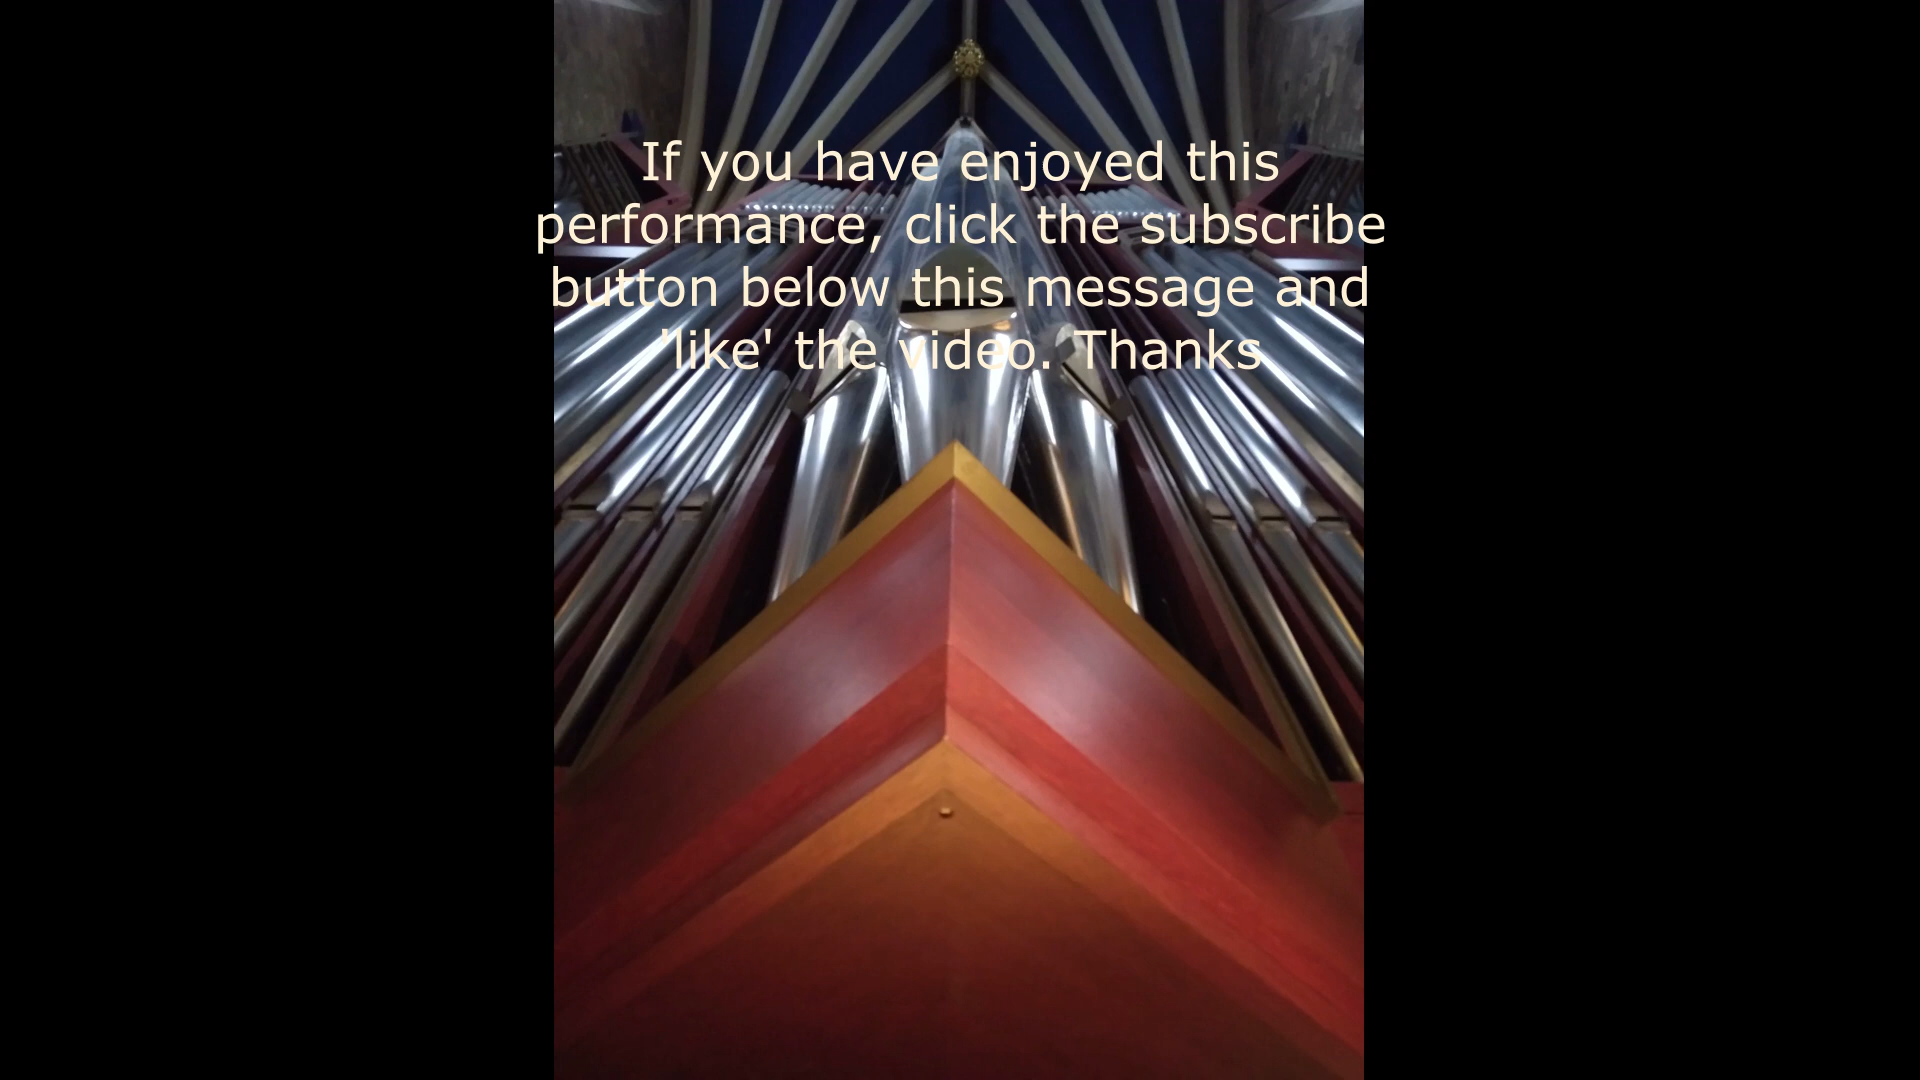 If you have enjoyed this
performance, click the subscribe
button below this message and
'like' the video. Thanks